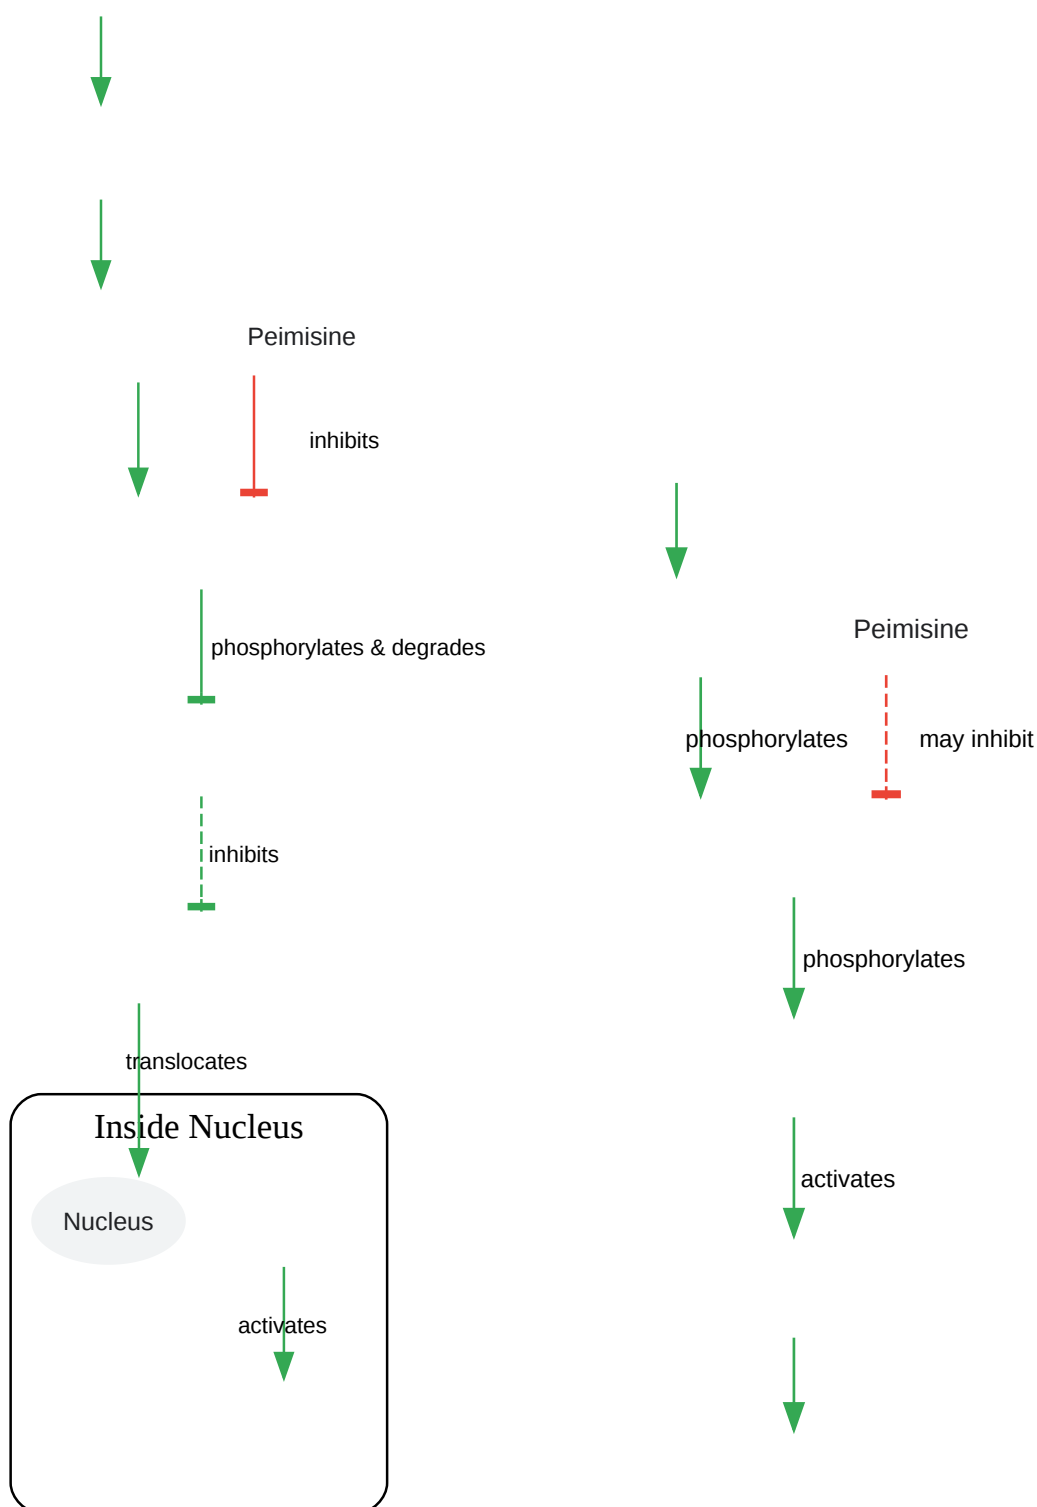 Peimisine
inhibits
phosphorylates & degrades
inhibits
translocates
Inside Nucleus
Nucleus
activates
Peimisine
phosphorylates
may inhibit
phosphorylates
activates